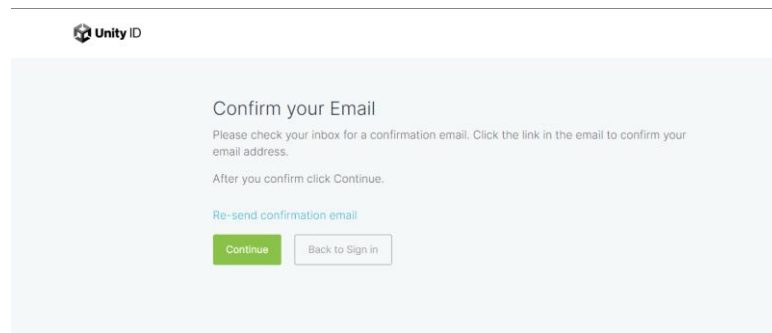 Unity ID
Confirm your Email
Please check your inbox for a confirmation email. Click the link in the email to confirm your
email address.
After you confirm click Continue.
Re-send confirmation email
Continue
Back to Sign in